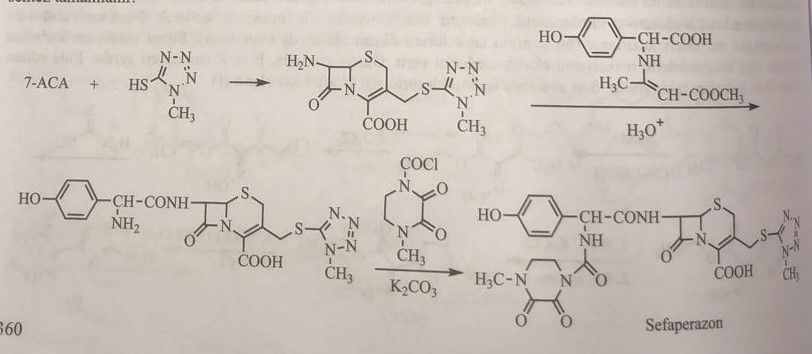 7-ACA + HS N N N N CH₃
H₂N S N O COOH S N N N N CH₃
HO CH-COOH NH H₃C CH-COOCH₃
H₃O⁺
HO CH-CONH NH₂ S N O COOH S N N N N CH₃
COCl N O O N CH₃
K₂CO₃
HO CH-CONH NH N O H₃C-N O O S N O COOH S N N N N CH₃
Sefaperazon
360